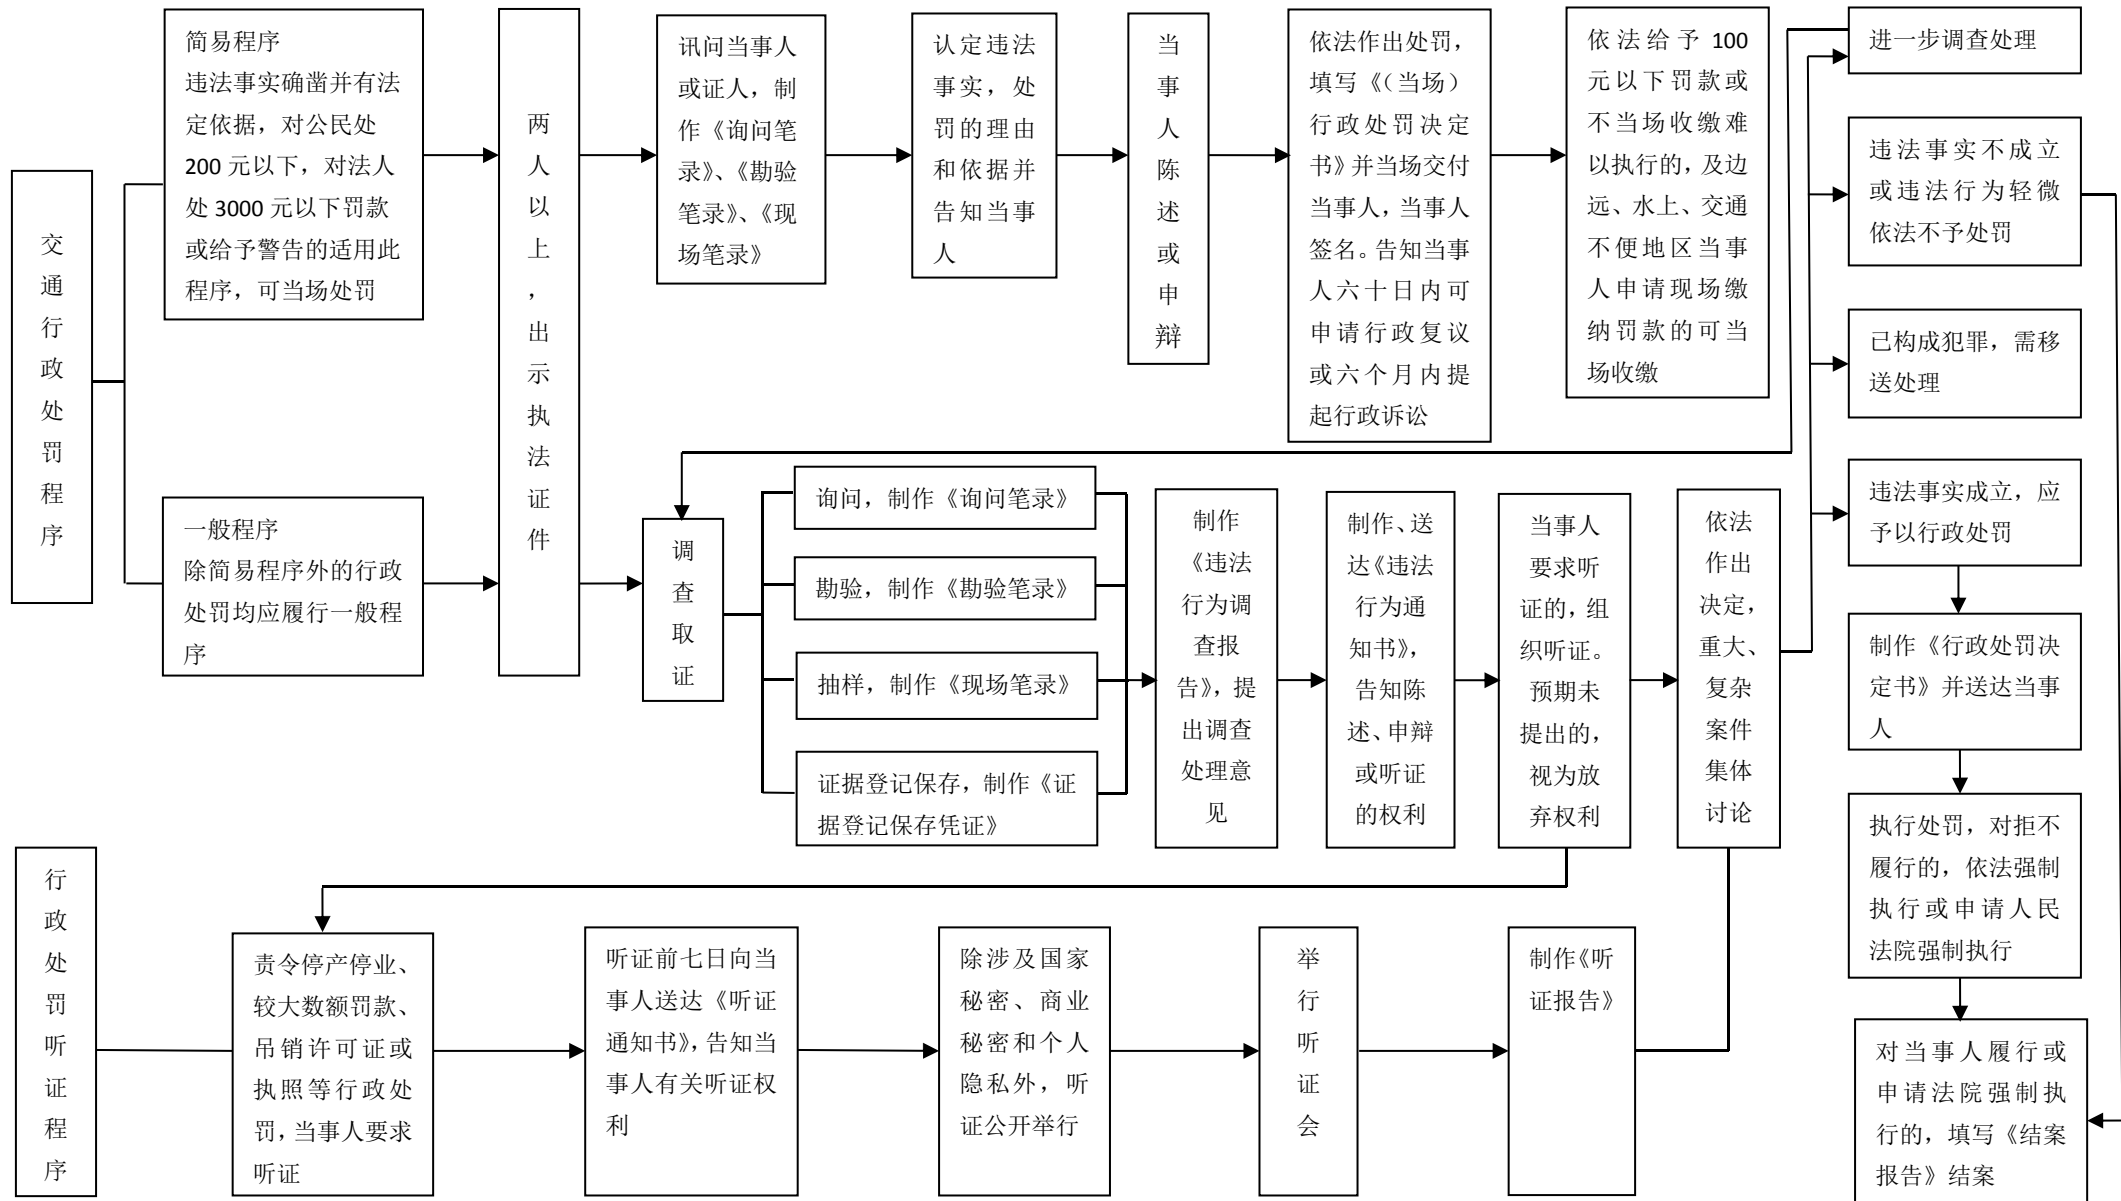 交通行政处罚程序
简易程序
违法事实确凿并有法
定依据，对公民处
200 元以下，对法人
处 3000 元以下罚款
或给予警告的适用此
程序，可当场处罚
一般程序
除简易程序外的行政
处罚均应履行一般程
序
两人以上，出示执法证件
讯问当事人
或证人，制
作《询问笔
录》、《勘验
笔录》、《现
场笔录》
认定违法
事实，处
罚的理由
和依据并
告知当事
人
当事人陈述或申辩
依法作出处罚，
填写《（当场）
行政处罚决定
书》并当场交付
当事人，当事人
签名。告知当事
人六十日内可
申请行政复议
或六个月内提
起行政诉讼
依法给予 100
元以下罚款或
不当场收缴难
以执行的，及边
远、水上、交通
不便地区当事
人申请现场缴
纳罚款的可当
场收缴
进一步调查处理
违法事实不成立
或违法行为轻微
依法不予处罚
已构成犯罪，需移
送处理
违法事实成立，应
予以行政处罚
制作《行政处罚决
定书》并送达当事
人
执行处罚，对拒不
履行的，依法强制
执行或申请人民
法院强制执行
对当事人履行或
申请法院强制执
行的，填写《结案
报告》结案
调查取证
询问，制作《询问笔录》
勘验，制作《勘验笔录》
抽样，制作《现场笔录》
证据登记保存，制作《证
据登记保存凭证》
制作
《违法
行为调
查报
告》，提
出调查
处理意
见
制作、送
达《违法
行为通
知书》，
告知陈
述、申辩
或听证
的权利
当事人
要求听
证的，组
织听证。
预期未
提出的，
视为放
弃权利
依法
作出
决定，
重大、
复杂
案件
集体
讨论
行政处罚听证程序
责令停产停业、
较大数额罚款、
吊销许可证或
执照等行政处
罚，当事人要求
听证
听证前七日向当
事人送达《听证
通知书》，告知当
事人有关听证权
利
除涉及国家
秘密、商业
秘密和个人
隐私外，听
证公开举行
举行听证会
制作《听
证报告》